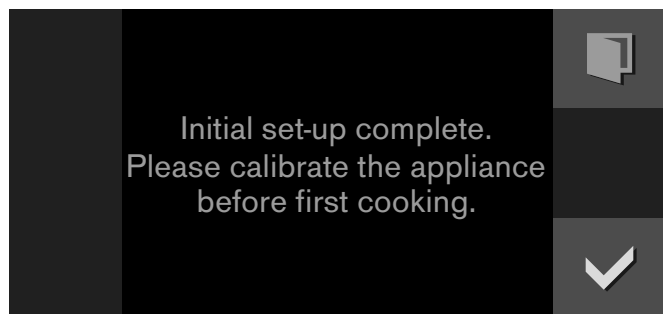 Initial set-up complete.
Please calibrate the appliance
before first cooking.